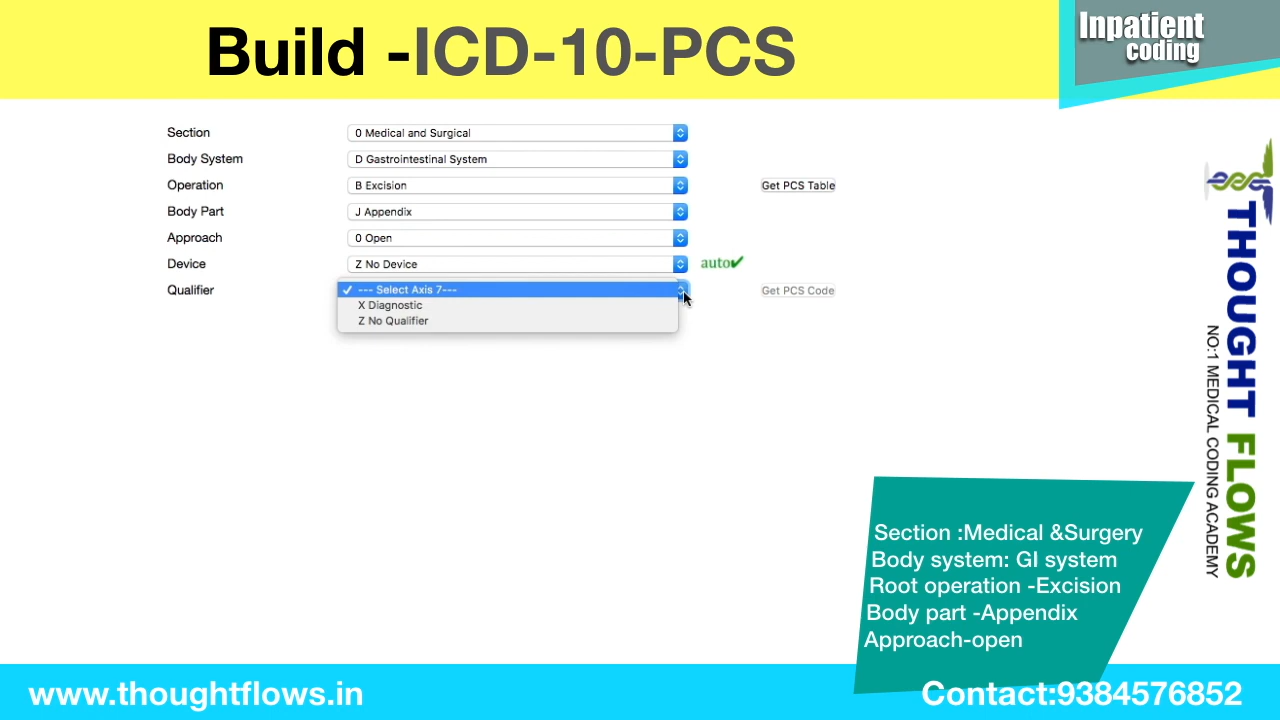 Build -ICD-10-PCS
Inpatient
coding
Section
0 Medical and Surgical
Body System
D Gastrointestinal System
Operation
B Excision
Get PCS Table
Body Part
J Appendix
Approach
0 Open
Device
Z No Device
auto✔
Qualifier
✓ --- Select Axis 7---
Get PCS Code
X Diagnostic
Z No Qualifier
THOUGHT FLOWS
NO:1 MEDICAL CODING ACADEMY
Section :Medical &Surgery
Body system: GI system
Root operation -Excision
Body part -Appendix
Approach-open
www.thoughtflows.in
Contact:9384576852